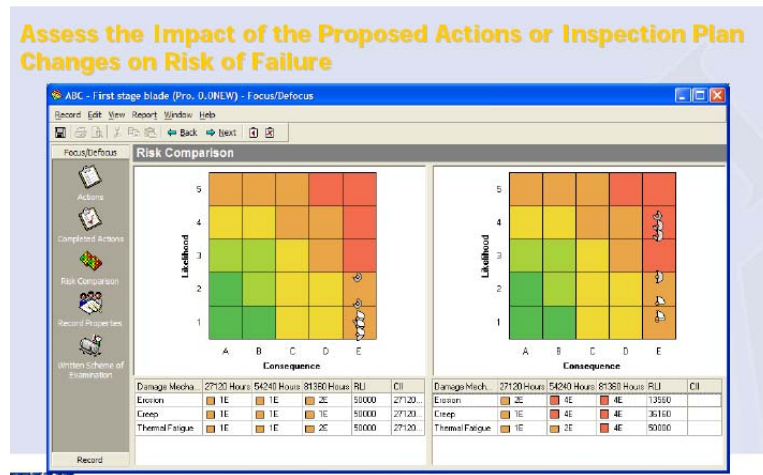 Assess the Impact of the Proposed Actions or Inspection Plan
Changes on Risk of Failure
ABC - First stage blade (Pro. 0.0NEW) - Focus/Defocus
Record Edit View Report Window Help
Back Next
Focus/Defocus
Risk Comparison
Actions
Completed Actions
Risk Comparison
Record Properties
Written Scheme of
Examination
Record
Likelihood
5
4
3
2
1
A B C D E
Consequence
Damage Mecha... 27120 Hours 54240 Hours 81360 Hours RLI CII
Erosion 1E 1E 2E 50000 27120...
Creep 1E 1E 2E 50000 27120...
Thermal Fatigue 1E 1E 2E 50000 27120...
Likelihood
5
4
3
2
1
A B C D E
Consequence
Damage Mech... 27120 Hours 54240 Hours 81360 Hours RLI CII
Erosion 2E 4E 4E 13560
Creep 1E 4E 4E 36160
Thermal Fatigue 1E 2E 4E 50000